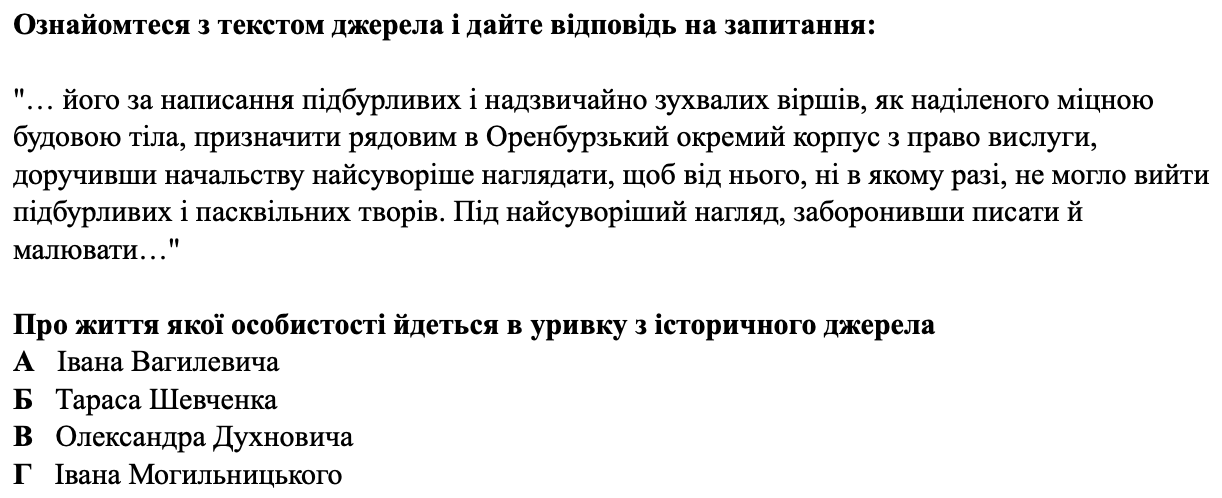 Ознайомтеся з текстом джерела і дайте відповідь на запитання:
"… його за написання підбурливих і надзвичайно зухвалих віршів, як наділеного міцною
будовою тіла, призначити рядовим в Оренбурзький окремий корпус з право вислуги,
доручивши начальству найсуворіше наглядати, щоб від нього, ні в якому разі, не могло вийти
підбурливих і пасквільних творів. Під найсуворіший нагляд, заборонивши писати й
малювати…"
Про життя якої особистості йдеться в уривку з історичного джерела
А Івана Вагилевича
Б Тараса Шевченка
В Олександра Духновича
Г Івана Могильницького